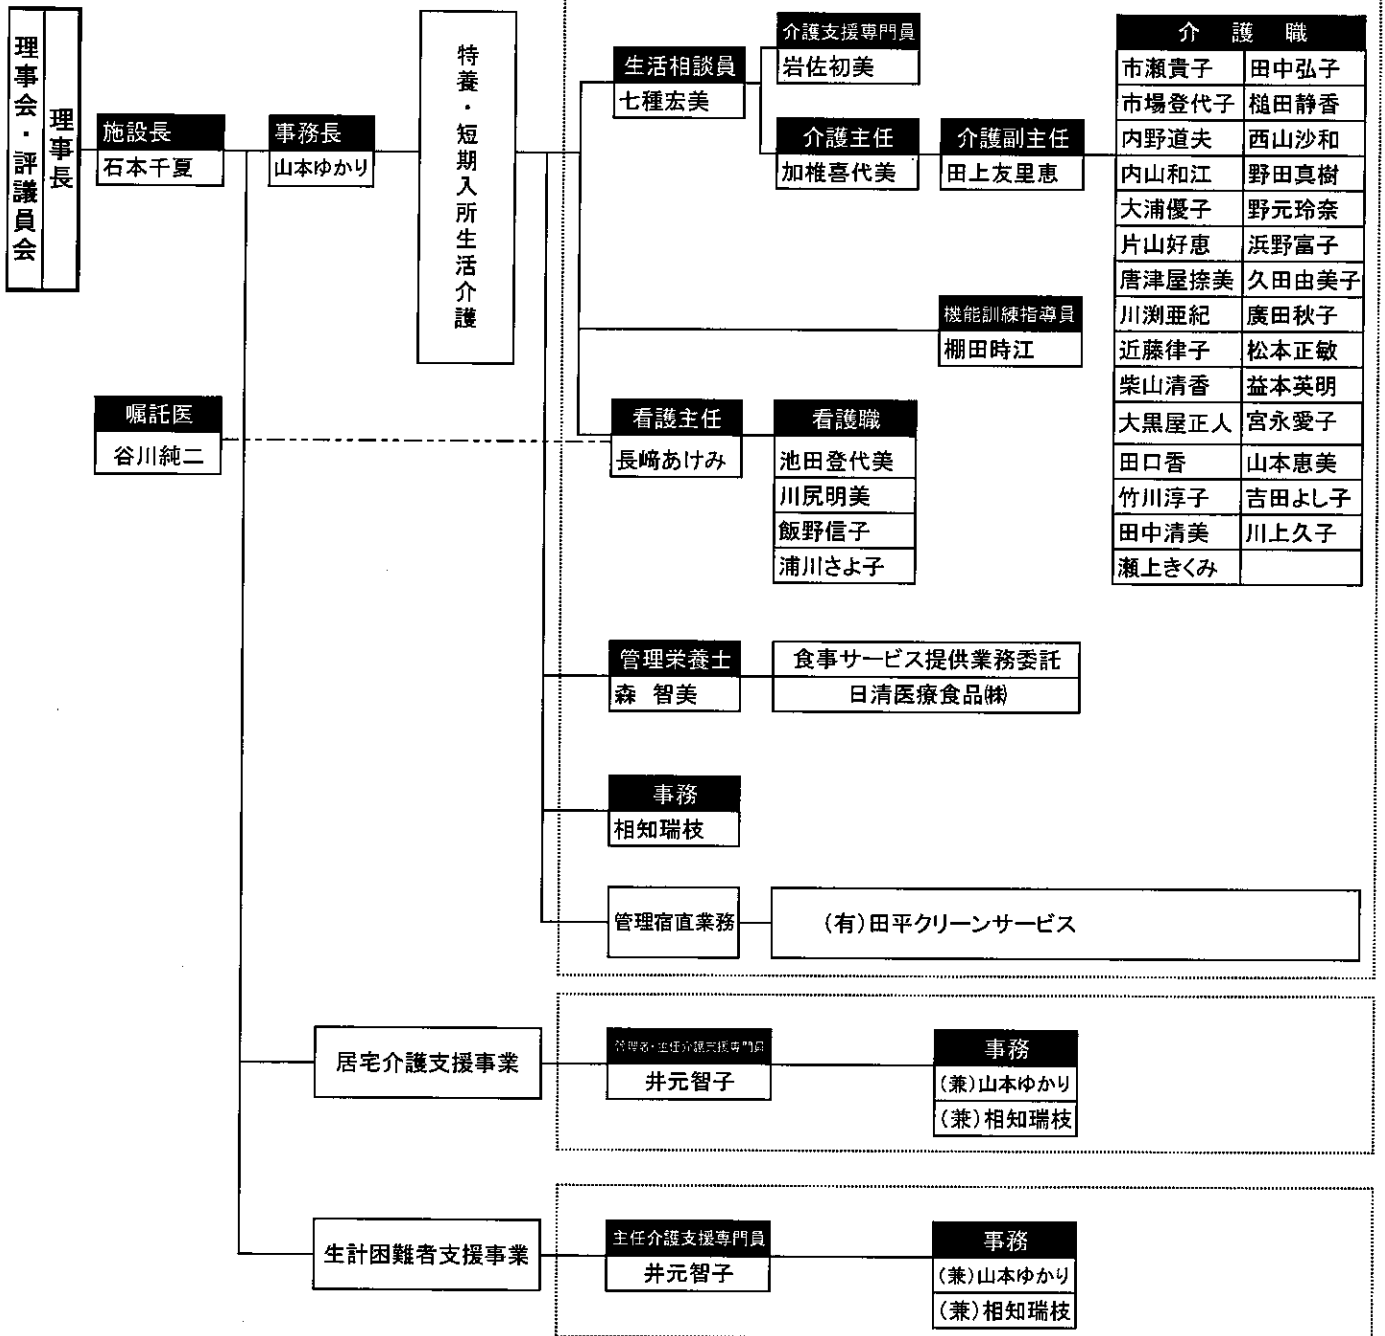 理事会・評議員会
理事長
施設長
石本千夏
事務長
山本ゆかり
特養・短期入所生活介護
嘱託医
谷川純二
生活相談員
七種宏美
介護支援専門員
岩佐初美
介護主任
加椎喜代美
介護副主任
田上友里恵
介護職
市瀬貴子 田中弘子
市場登代子 槌田静香
内野道夫 西山沙和
内山和江 野田真樹
大浦優子 野元玲奈
片山好恵 浜野富子
唐津屋捺美 久田由美子
川渕亜紀 廣田秋子
近藤律子 松本正敏
柴山清香 益本英明
大黒屋正人 宮永愛子
田口香 山本恵美
竹川淳子 吉田よし子
田中清美 川上久子
瀬上きくみ
機能訓練指導員
棚田時江
看護主任
長﨑あけみ
看護職
池田登代美
川尻明美
飯野信子
浦川さよ子
管理栄養士
森 智美
食事サービス提供業務委託
日清医療食品㈱
事務
相知瑞枝
管理宿直業務
(有)田平クリーンサービス
居宅介護支援事業
管理者・主任介護支援専門員
井元智子
事務
(兼)山本ゆかり
(兼)相知瑞枝
生計困難者支援事業
主任介護支援専門員
井元智子
事務
(兼)山本ゆかり
(兼)相知瑞枝